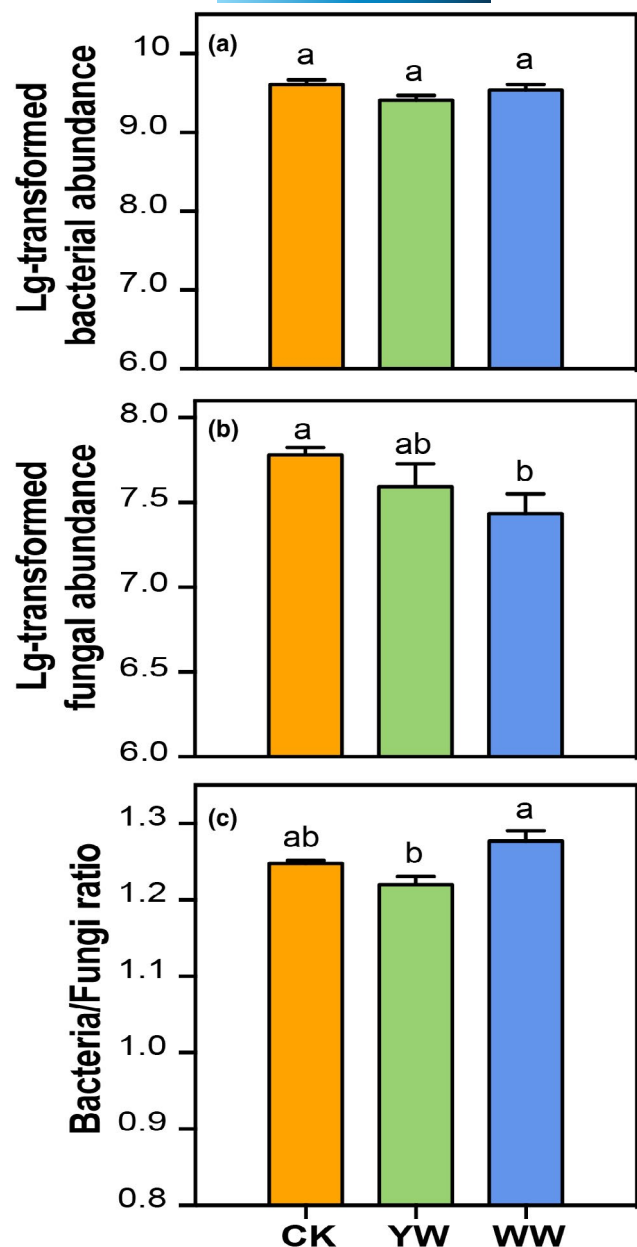 (a)
Lg-transformed
bacterial abundance
10
9.0
8.0
7.0
6.0
a
a
a
(b)
Lg-transformed
fungal abundance
8.0
7.5
7.0
6.5
6.0
a
ab
b
(c)
Bacteria/Fungi ratio
1.3
1.2
1.1
1.0
0.9
0.8
ab
b
a
CK YW WW